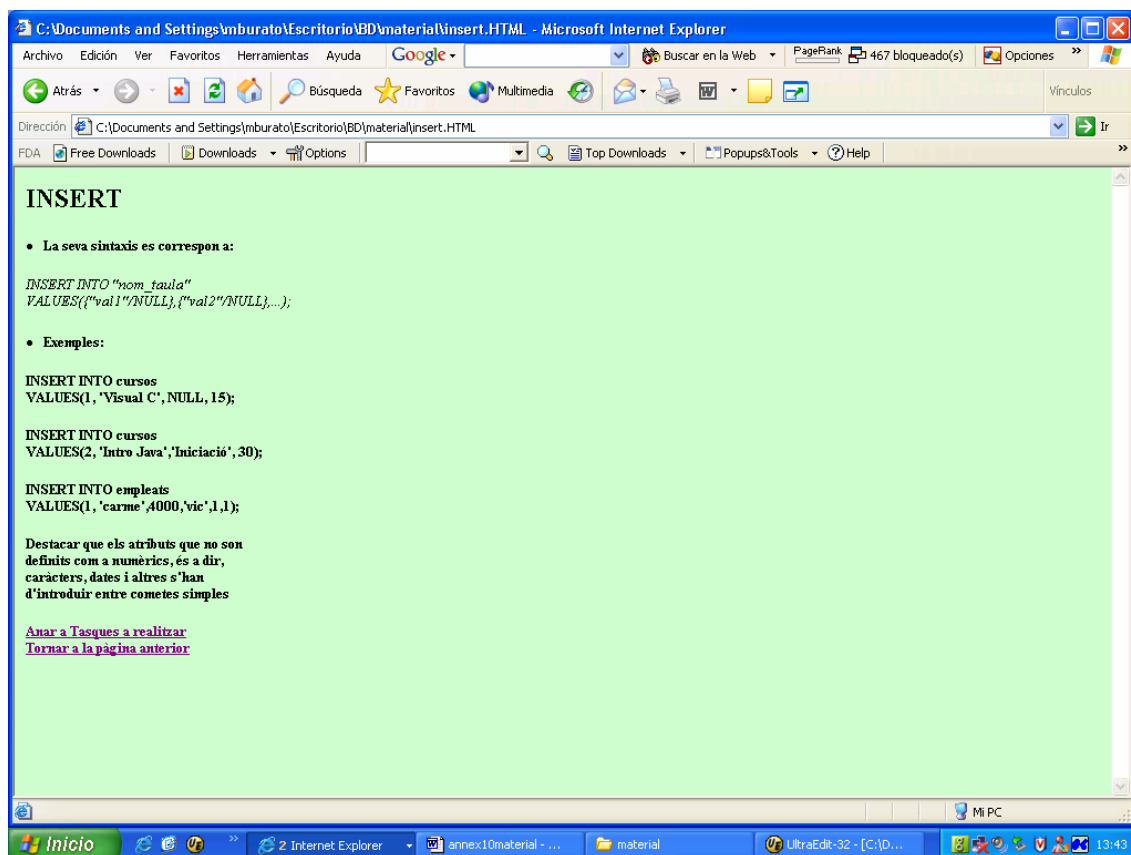 C:\Documents and Settings\mburato\Escritorio\BD\material\insert.HTML - Microsoft Internet Explorer
Archivo Edición Ver Favoritos Herramientas Ayuda Google Buscar en la Web PageRank 467 bloqueado(s) Opciones »
Atrás Búsqueda Favoritos Multimedia Vínculos
Dirección C:\Documents and Settings\mburato\Escritorio\BD\material\insert.HTML Ir
FDA Free Downloads Downloads Options Top Downloads Popups&Tools Help »
INSERT
• La seva sintaxis es correspon a:
INSERT INTO "nom_taula"
VALUES({"val1"/NULL},{"val2"/NULL},...);
• Exemples:
INSERT INTO cursos
VALUES(1, 'Visual C', NULL, 15);
INSERT INTO cursos
VALUES(2, 'Intro Java','Iniciació', 30);
INSERT INTO empleats
VALUES(1, 'carme',4000,'vic',1,1);
Destacar que els atributs que no son
definits com a numèrics, és a dir,
caràcters, dates i altres s'han
d'introduir entre cometes simples
Anar a Tasques a realitzar
Tornar a la pàgina anterior
Mi PC
Inicio » 2 Internet Explorer annex10material - ... material UltraEdit-32 - [C:\D... 13:43